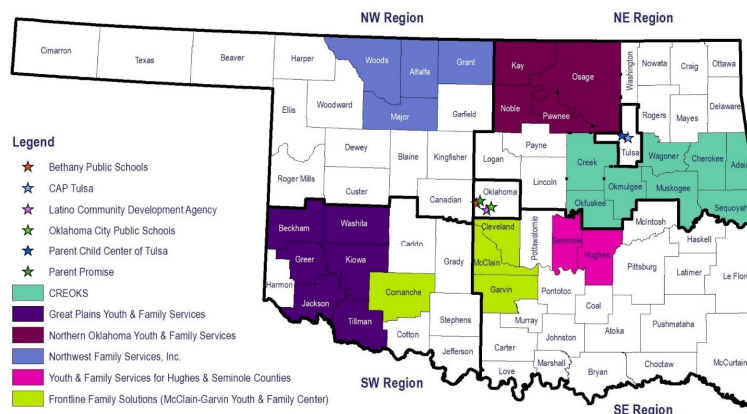 NW Region
NE Region
Cimarron
Texas
Beaver
Harper
Woods
Alfalfa
Grant
Kay
Osage
Washington
Nowata
Craig
Ottawa
Ellis
Woodward
Major
Garfield
Noble
Pawnee
Rogers
Mayes
Delaware
Legend
Dewey
Blaine
Kingfisher
Logan
Payne
Creek
Tulsa
Wagoner
Cherokee
Adair
Bethany Public Schools
CAP Tulsa
Latino Community Development Agency
Oklahoma City Public Schools
Parent Child Center of Tulsa
Parent Promise
CREOKS
Great Plains Youth & Family Services
Northern Oklahoma Youth & Family Services
Northwest Family Services, Inc.
Youth & Family Services for Hughes & Seminole Counties
Frontline Family Solutions (McClain-Garvin Youth & Family Center)
Roger Mills
Custer
Canadian
Oklahoma
Lincoln
Okfuskee
Okmulgee
Muskogee
Sequoyah
Beckham
Washita
Caddo
Grady
Cleveland
McClain
Pottawatomie
Seminole
Hughes
McIntosh
Haskell
Pittsburg
Latimer
Le Flor
Greer
Kiowa
Harmon
Jackson
Tillman
Comanche
Cotton
Stephens
Jefferson
Garvin
Pontotoc
Coal
Murray
Johnston
Atoka
Pushmataha
Carter
Love
Marshall
Bryan
Choctaw
McCurtain
SW Region
SE Region